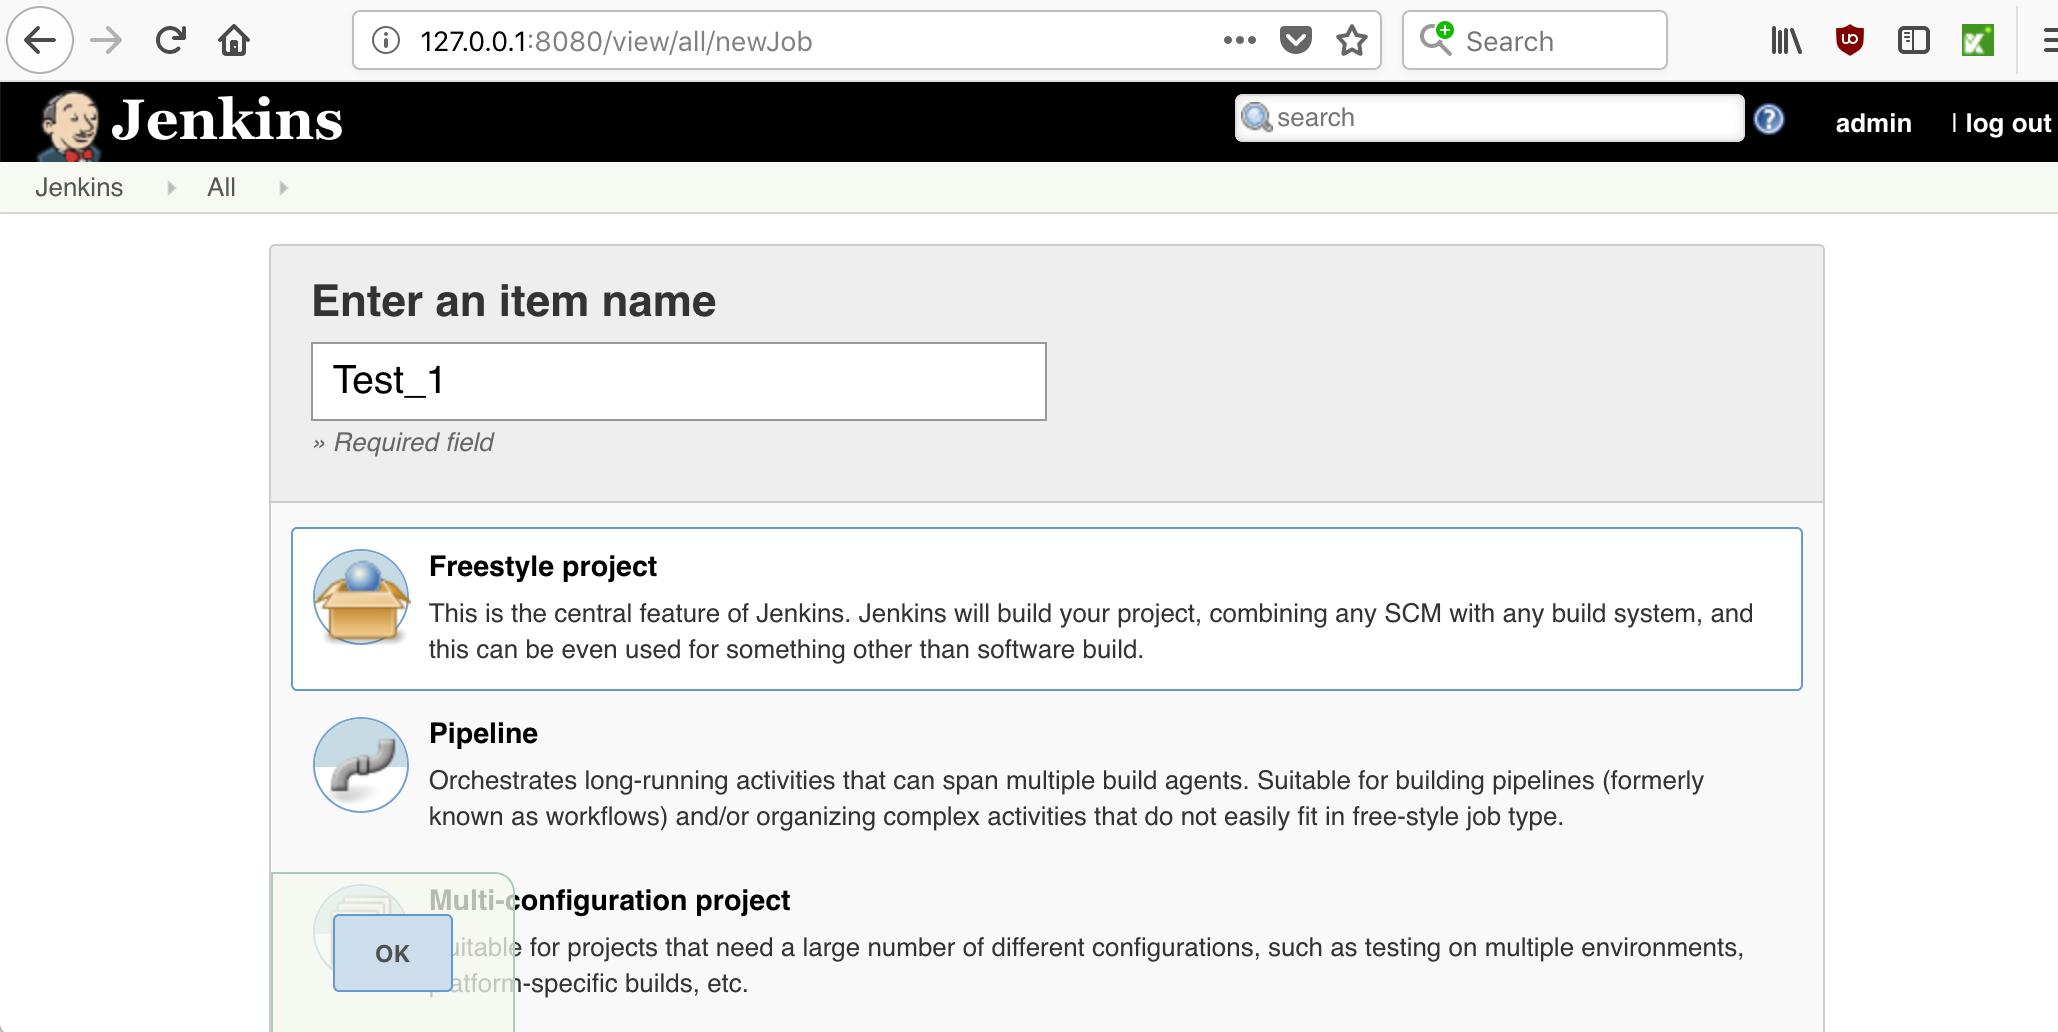 127.0.0.1:8080/view/all/newJob
Search
Jenkins
search
admin
| log out
Jenkins
All
Enter an item name
Test_1
» Required field
Freestyle project
This is the central feature of Jenkins. Jenkins will build your project, combining any SCM with any build system, and
this can be even used for something other than software build.
Pipeline
Orchestrates long-running activities that can span multiple build agents. Suitable for building pipelines (formerly
known as workflows) and/or organizing complex activities that do not easily fit in free-style job type.
Multi-configuration project
OK
uitable for projects that need a large number of different configurations, such as testing on multiple environments,
platform-specific builds, etc.